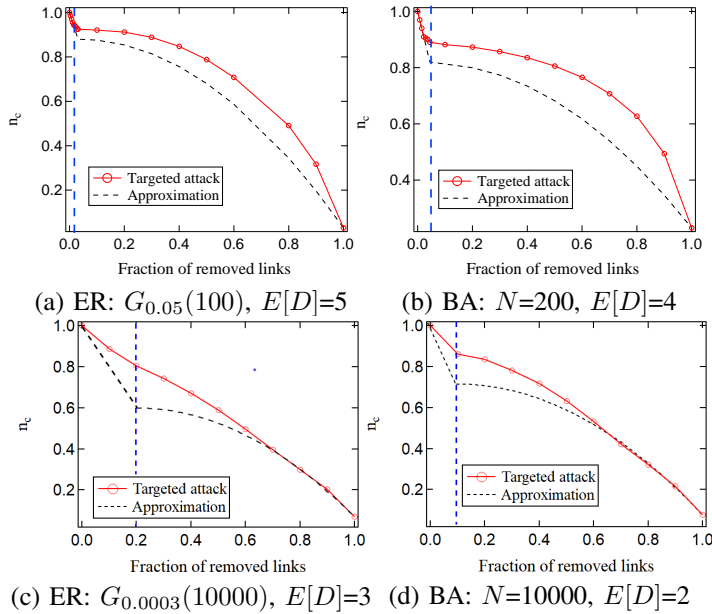 1.0
0.8
0.6
0.4
0.2
n_c
Targeted attack
Approximation
0.0 0.2 0.4 0.6 0.8 1.0
Fraction of removed links
(a) ER: G_{0.05}(100), E[D]=5
1.0
0.8
0.6
0.4
n_c
Targeted attack
Approximation
0.0 0.2 0.4 0.6 0.8 1.0
Fraction of removed links
(b) BA: N=200, E[D]=4
1.0
0.8
0.6
0.4
0.2
n_c
Targeted attack
Approximation
0.0 0.2 0.4 0.6 0.8 1.0
Fraction of removed links
(c) ER: G_{0.0003}(10000), E[D]=3
1.0
0.8
0.6
0.4
0.2
n_c
Targeted attack
Approximation
0.0 0.2 0.4 0.6 0.8 1.0
Fraction of removed links
(d) BA: N=10000, E[D]=2